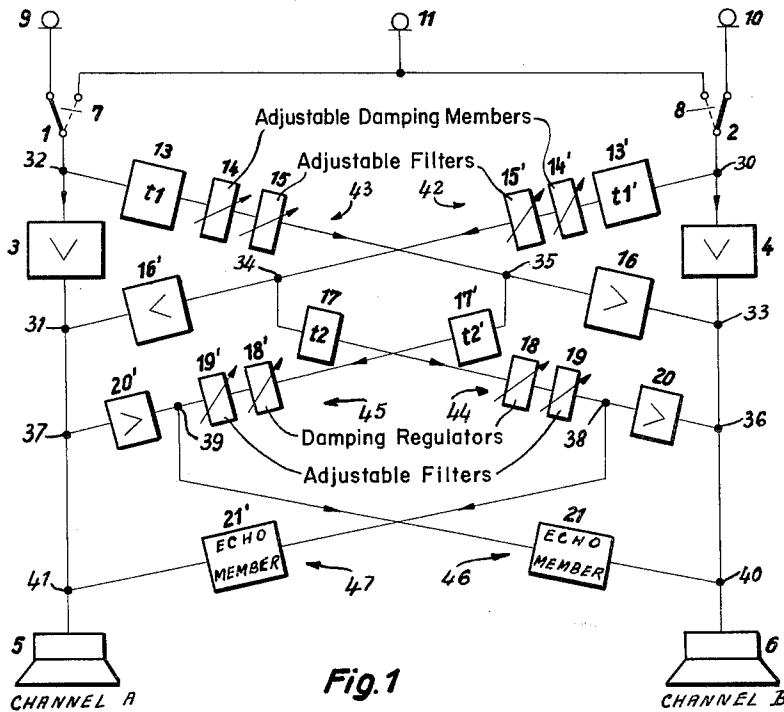 9 11 10
1 7 8 2
Adjustable Damping Members
32 13 14 Adjustable Filters 15' 14' 13' 30
t1 15 43 42 t1'
3 4
16' 34 35 16
31 17 17' 33
t2 t2'
19' 18' 18 19
20' 45 44 20
37 39 Damping Regulators 38 36
Adjustable Filters
21' 21
ECHO MEMBER ECHO MEMBER
41 47 46 40
5 6
Fig.1
CHANNEL A CHANNEL B